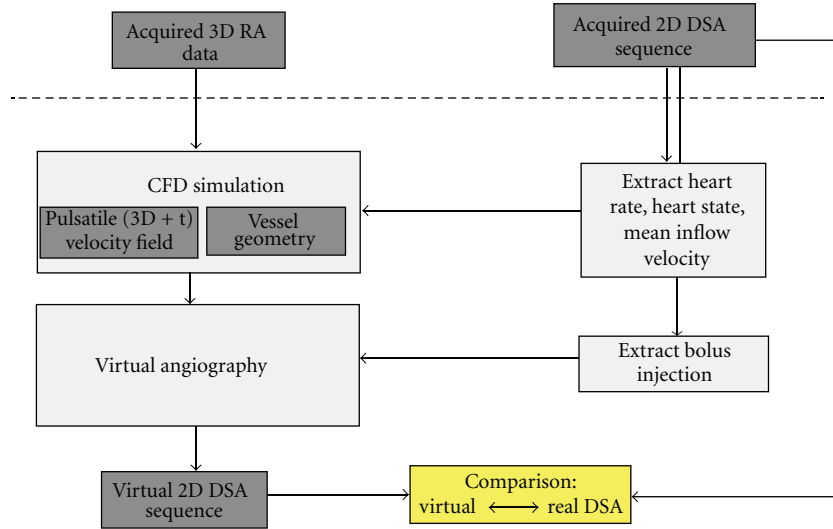 Acquired 3D RA
data
Acquired 2D DSA
sequence
CFD simulation
Pulsatile (3D + t)
velocity field
Vessel
geometry
Extract heart
rate, heart state,
mean inflow
velocity
Virtual angiography
Extract bolus
injection
Virtual 2D DSA
sequence
Comparison:
virtual ⟷ real DSA